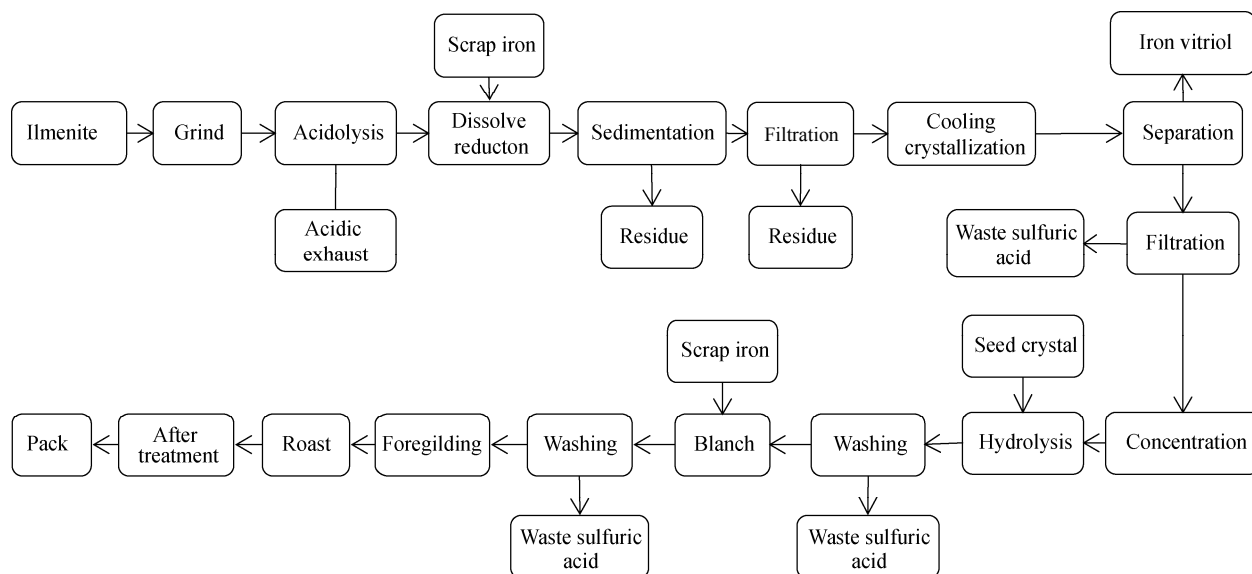 Scrap iron
Iron vitriol
Ilmenite
Grind
Acidolysis
Dissolve
reducton
Sedimentation
Filtration
Cooling
crystallization
Separation
Acidic
exhaust
Residue
Residue
Waste sulfuric
acid
Filtration
Scrap iron
Seed crystal
Pack
After
treatment
Roast
Foregilding
Washing
Blanch
Washing
Hydrolysis
Concentration
Waste sulfuric
acid
Waste sulfuric
acid